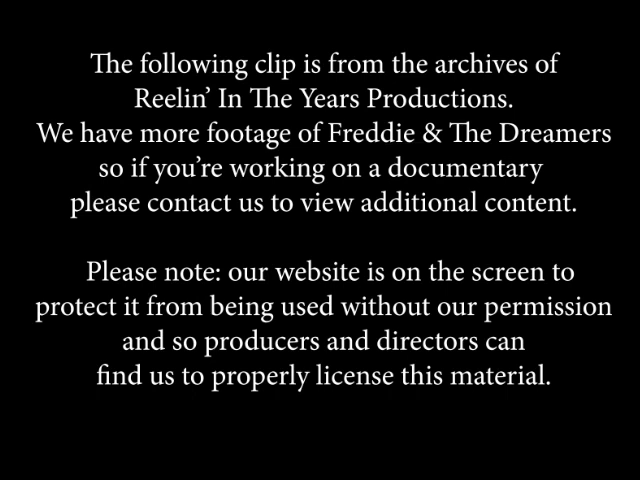 The following clip is from the archives of
Reelin’ In The Years Productions.
We have more footage of Freddie & The Dreamers
so if you’re working on a documentary
please contact us to view additional content.
Please note: our website is on the screen to
protect it from being used without our permission
and so producers and directors can
find us to properly license this material.